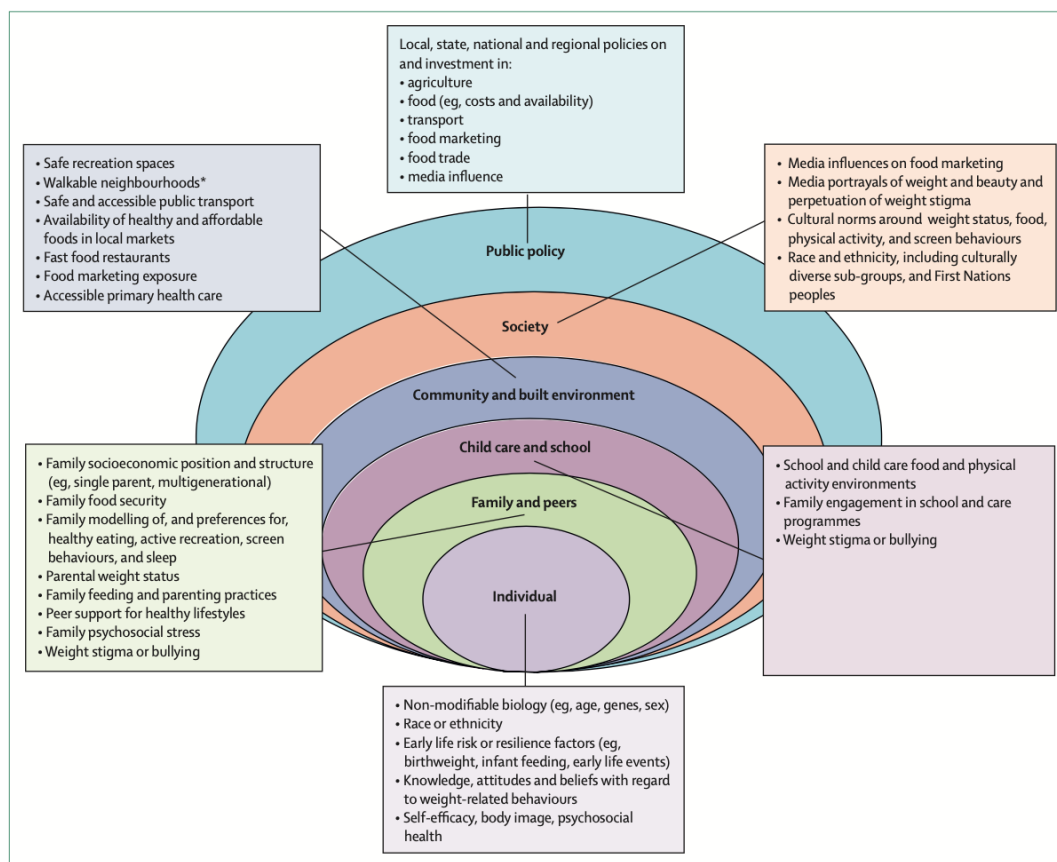 Local, state, national and regional policies on
and investment in:
• agriculture
• food (eg, costs and availability)
• transport
• food marketing
• food trade
• media influence
• Safe recreation spaces
• Walkable neighbourhoods*
• Safe and accessible public transport
• Availability of healthy and affordable
foods in local markets
• Fast food restaurants
• Food marketing exposure
• Accessible primary health care
• Media influences on food marketing
• Media portrayals of weight and beauty and
perpetuation of weight stigma
• Cultural norms around weight status, food,
physical activity, and screen behaviours
• Race and ethnicity, including culturally
diverse sub-groups, and First Nations
peoples
Public policy
Society
Community and built environment
Child care and school
Family and peers
Individual
• Family socioeconomic position and structure
(eg, single parent, multigenerational)
• Family food security
• Family modelling of, and preferences for,
healthy eating, active recreation, screen
behaviours, and sleep
• Parental weight status
• Family feeding and parenting practices
• Peer support for healthy lifestyles
• Family psychosocial stress
• Weight stigma or bullying
• School and child care food and physical
activity environments
• Family engagement in school and care
programmes
• Weight stigma or bullying
• Non-modifiable biology (eg, age, genes, sex)
• Race or ethnicity
• Early life risk or resilience factors (eg,
birthweight, infant feeding, early life events)
• Knowledge, attitudes and beliefs with regard
to weight-related behaviours
• Self-efficacy, body image, psychosocial
health